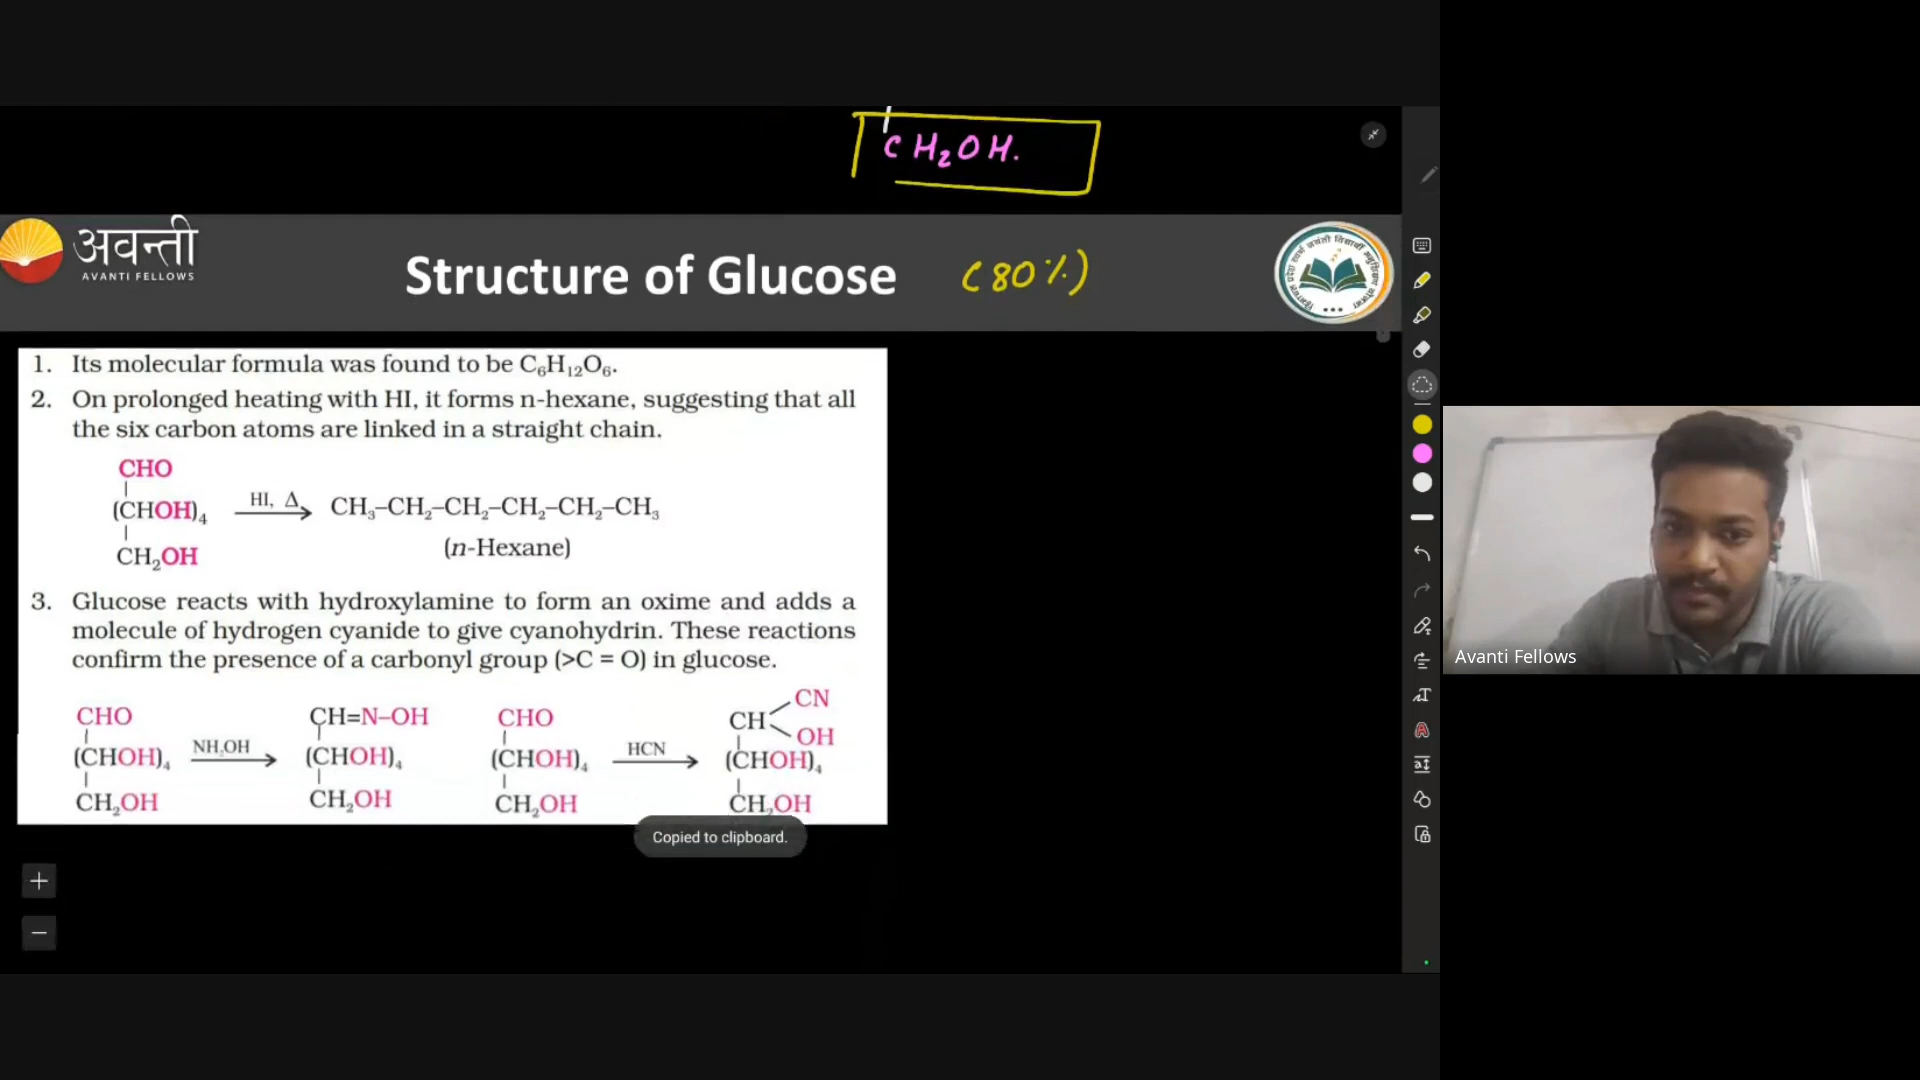 CH₂OH.
अवन्ती
AVANTI FELLOWS
Structure of Glucose (80%)
1. Its molecular formula was found to be C₆H₁₂O₆.
2. On prolonged heating with HI, it forms n-hexane, suggesting that all
the six carbon atoms are linked in a straight chain.
CHO
(CHOH)₄ HI, Δ CH₃–CH₂–CH₂–CH₂–CH₂–CH₃
CH₂OH (n-Hexane)
3. Glucose reacts with hydroxylamine to form an oxime and adds a
molecule of hydrogen cyanide to give cyanohydrin. These reactions
confirm the presence of a carbonyl group (>C = O) in glucose.
CHO CH=N–OH CHO CH CN OH
(CHOH)₄ NH₂OH (CHOH)₄ (CHOH)₄ HCN (CHOH)₄
CH₂OH CH₂OH CH₂OH CH₂OH
Copied to clipboard.
Avanti Fellows